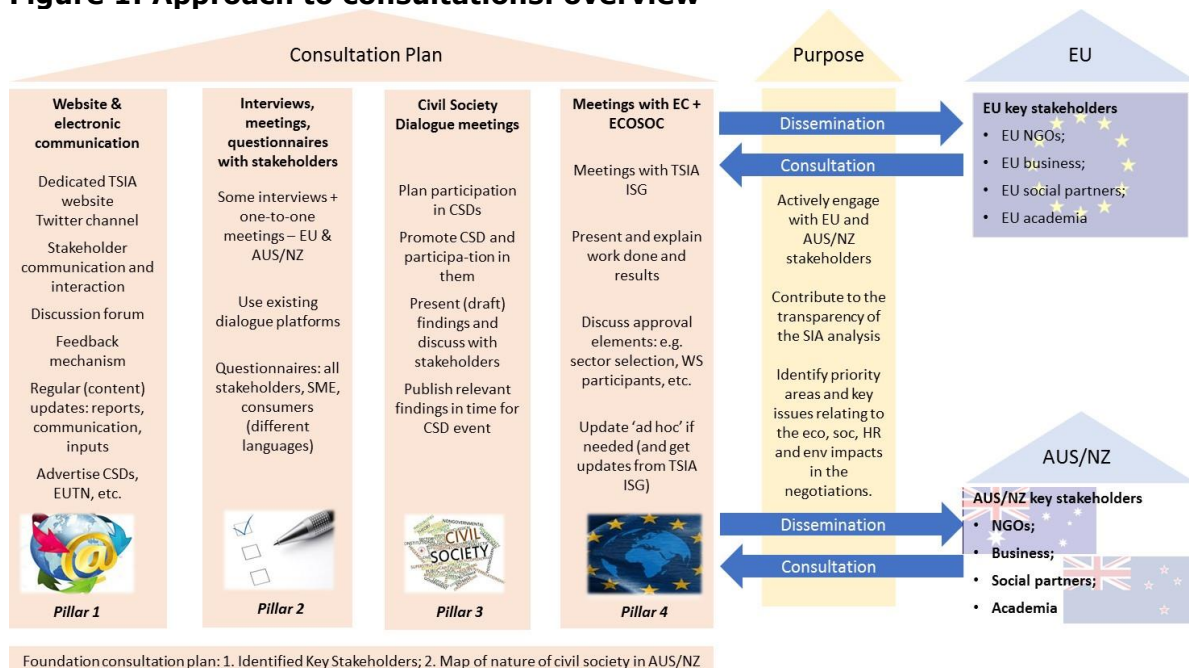 Figure 1: Approach to consultations: overview
Consultation Plan
Website &
electronic
communication
Dedicated TSIA
website
Twitter channel
Stakeholder
communication and
interaction
Discussion forum
Feedback
mechanism
Regular (content)
updates: reports,
communication,
inputs
Advertise CSDs,
EUTN, etc.
Pillar 1
Interviews,
meetings,
questionnaires
with stakeholders
Some interviews +
one-to-one
meetings – EU &
AUS/NZ
Use existing
dialogue platforms
Questionnaires: all
stakeholders, SME,
consumers
(different
languages)
Pillar 2
Civil Society
Dialogue meetings
Plan participation
in CSDs
Promote CSD and
participa-tion in
them
Present (draft)
findings and
discuss with
stakeholders
Publish relevant
findings in time for
CSD event
NONGOVERNMENTAL
CIVIL
SOCIETY
Pillar 3
Meetings with EC +
ECOSOC
Meetings with TSIA
ISG
Present and explain
work done and
results
Discuss approval
elements: e.g.
sector selection, WS
participants, etc.
Update ‘ad hoc’ if
needed (and get
updates from TSIA
ISG)
Pillar 4
Purpose
Dissemination
Consultation
Actively engage
with EU and
AUS/NZ
stakeholders
Contribute to the
transparency of
the SIA analysis
Identify priority
areas and key
issues relating to
the eco, soc, HR
and env impacts
in the
negotiations.
Dissemination
Consultation
EU
EU key stakeholders
• EU NGOs;
• EU business;
• EU social partners;
• EU academia
AUS/NZ
AUS/NZ key stakeholders
• NGOs;
• Business;
• Social partners;
• Academia
Foundation consultation plan: 1. Identified Key Stakeholders; 2. Map of nature of civil society in AUS/NZ